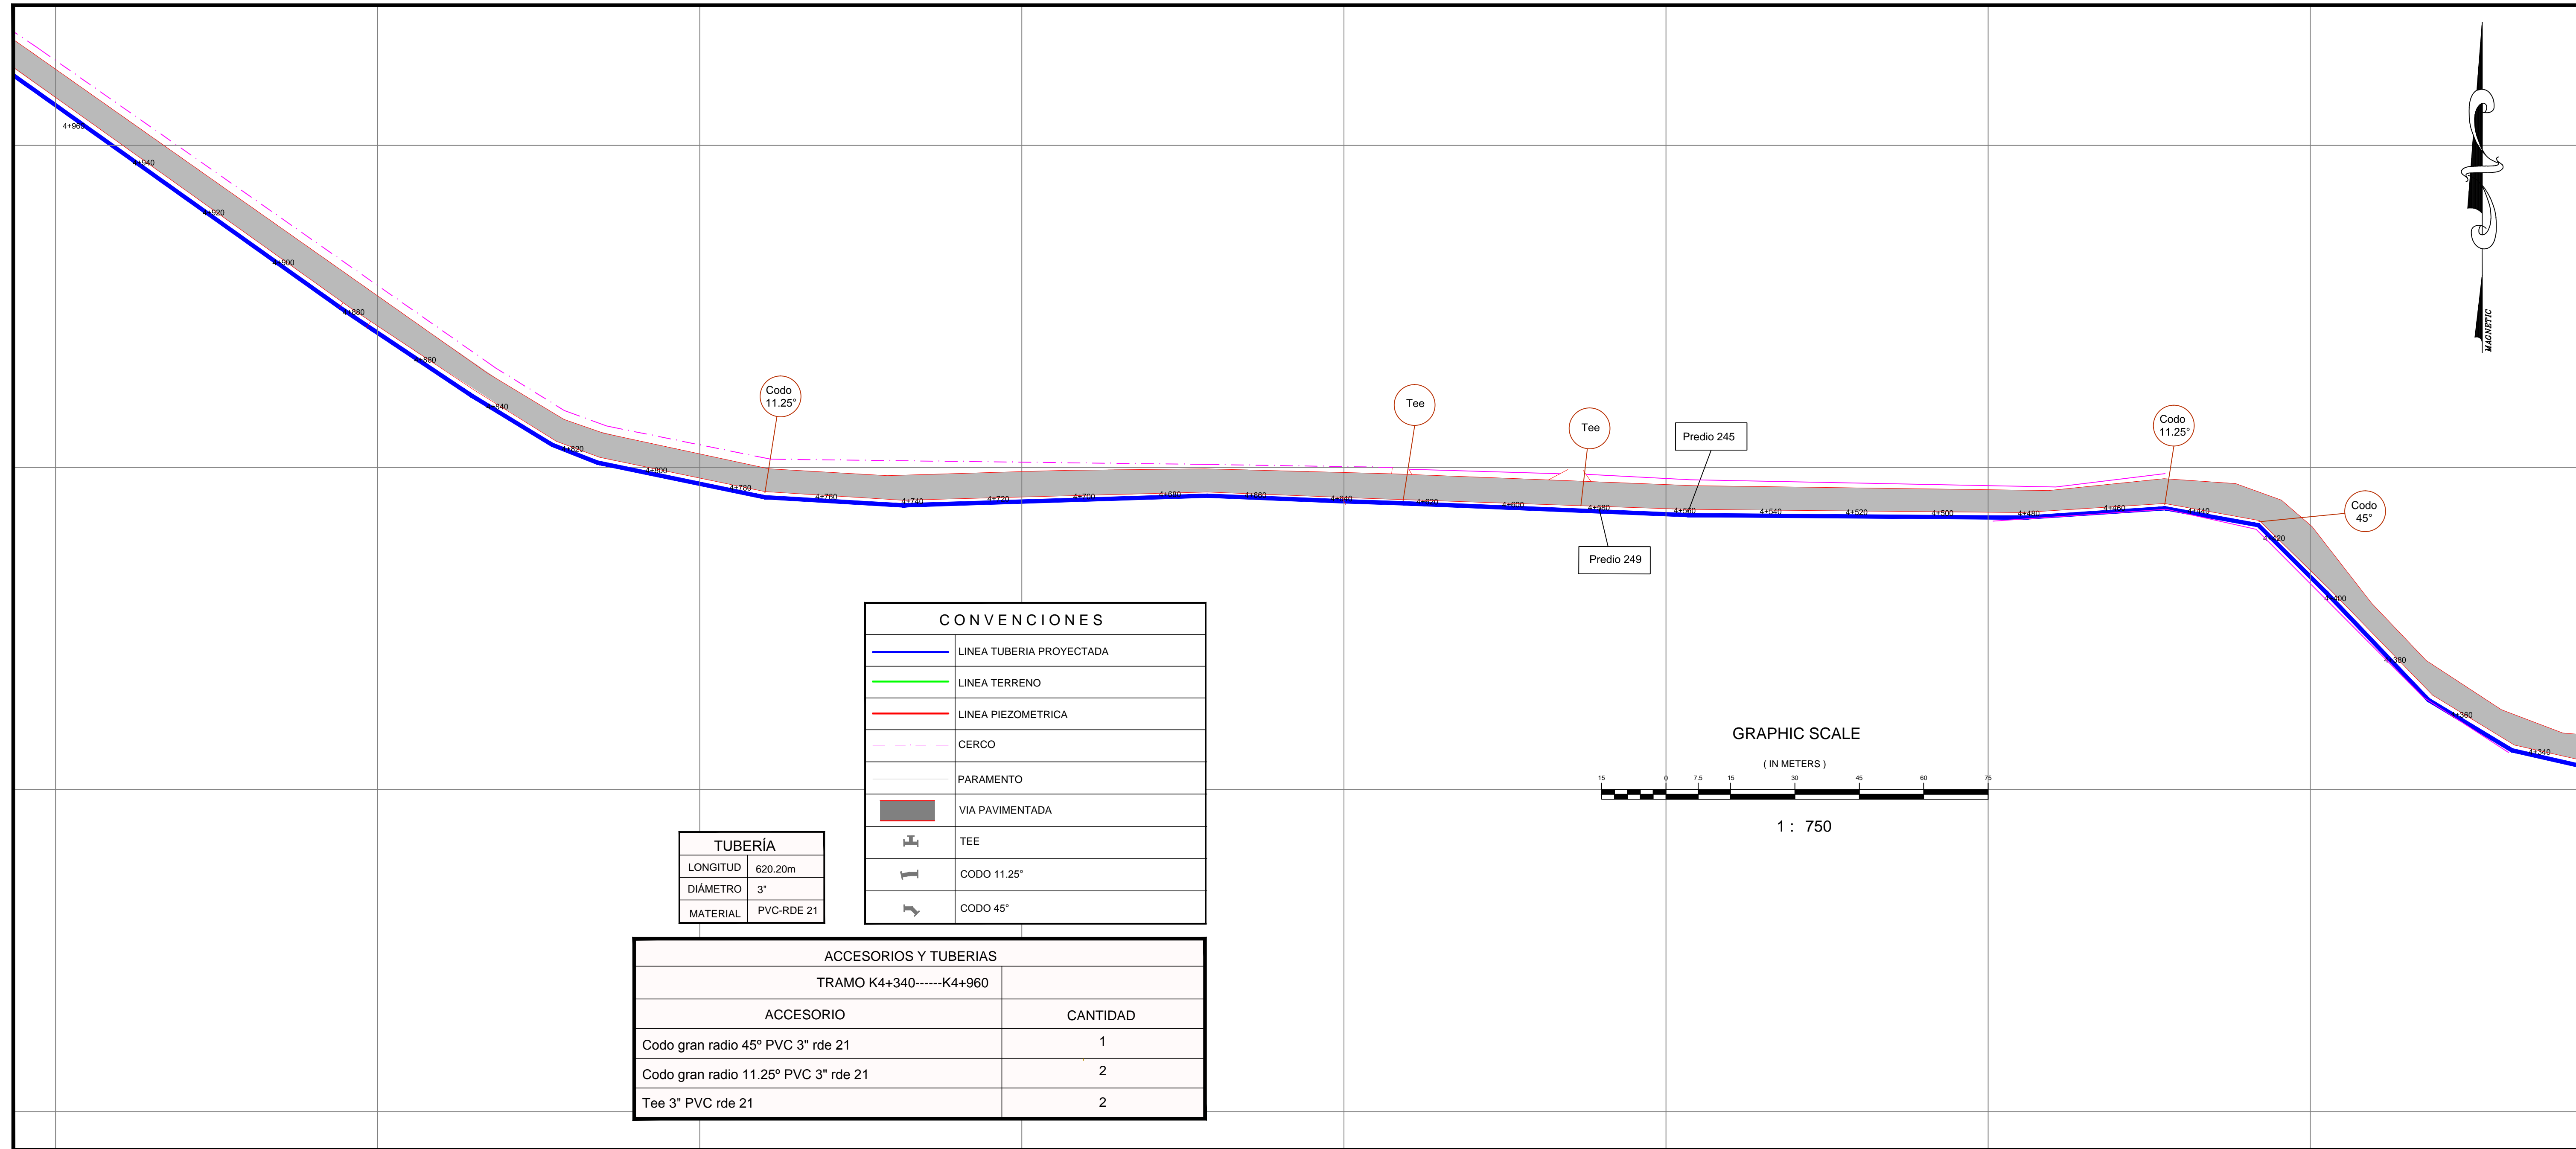 4+960
4+940
4+920
4+900
4+880
4+860
4+840
4+820
4+800
4+780
4+760
4+740
4+720
4+700
4+680
4+660
4+640
4+620
4+600
4+580
4+560
4+540
4+520
4+500
4+480
4+460
4+440
4+420
4+400
4+380
4+360
4+340
Codo
11.25°
Tee
Tee
Predio 245
Predio 249
Codo
11.25°
Codo
45°
MAGNETIC
CONVENCIONES
LINEA TUBERIA PROYECTADA
LINEA TERRENO
LINEA PIEZOMETRICA
CERCO
PARAMENTO
VIA PAVIMENTADA
TEE
CODO 11.25°
CODO 45°
GRAPHIC SCALE
( IN METERS )
15 0 7.5 15 30 45 60 75
1 : 750
TUBERÍA
LONGITUD 620.20m
DIÁMETRO 3"
MATERIAL PVC-RDE 21
ACCESORIOS Y TUBERIAS
TRAMO K4+340------K4+960
ACCESORIO CANTIDAD
Codo gran radio 45º PVC 3" rde 21 1
Codo gran radio 11.25º PVC 3" rde 21 2
Tee 3" PVC rde 21 2